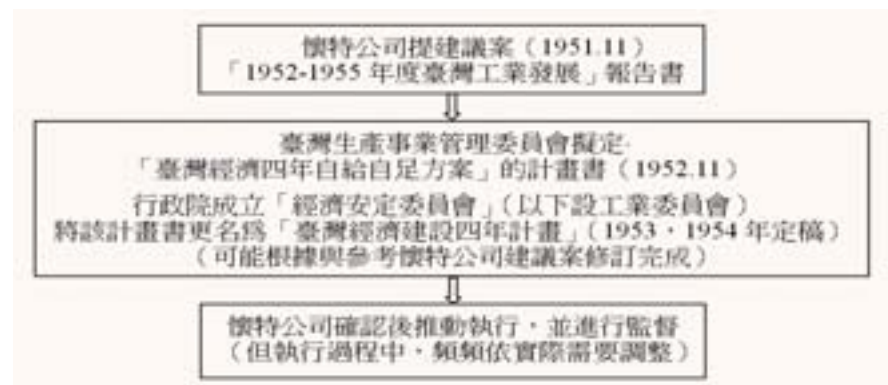 懷特公司提建議案（1951.11）
「1952-1955 年度臺灣工業發展」報告書
臺灣生產事業管理委員會擬定
「臺灣經濟四年自給自足方案」的計畫書（1952.11）
行政院成立「經濟安定委員會」（以下設工業委員會）
將該計畫書更名為「臺灣經濟建設四年計畫」（1953、1954 年定稿）
（可能根據與參考懷特公司建議案修訂完成）
懷特公司確認後推動執行，並進行監督
（但執行過程中，頻頻依實際需要調整）